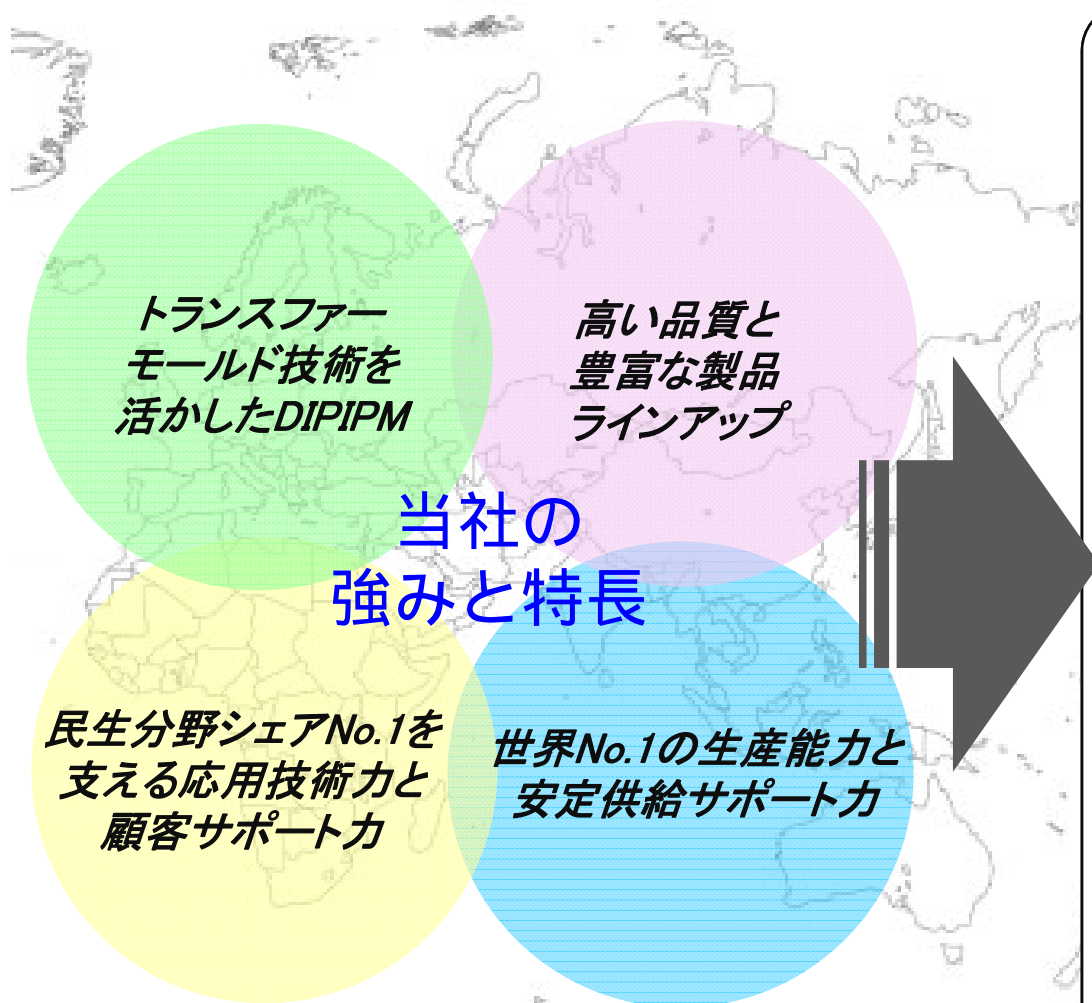 トランスファー
モールド技術を
活かしたDIPIPM
高い品質と
豊富な製品
ラインアップ
当社の
強みと特長
民生分野シェアNo.1を
支える応用技術力と
顧客サポート力
世界No.1の生産能力と
安定供給サポート力